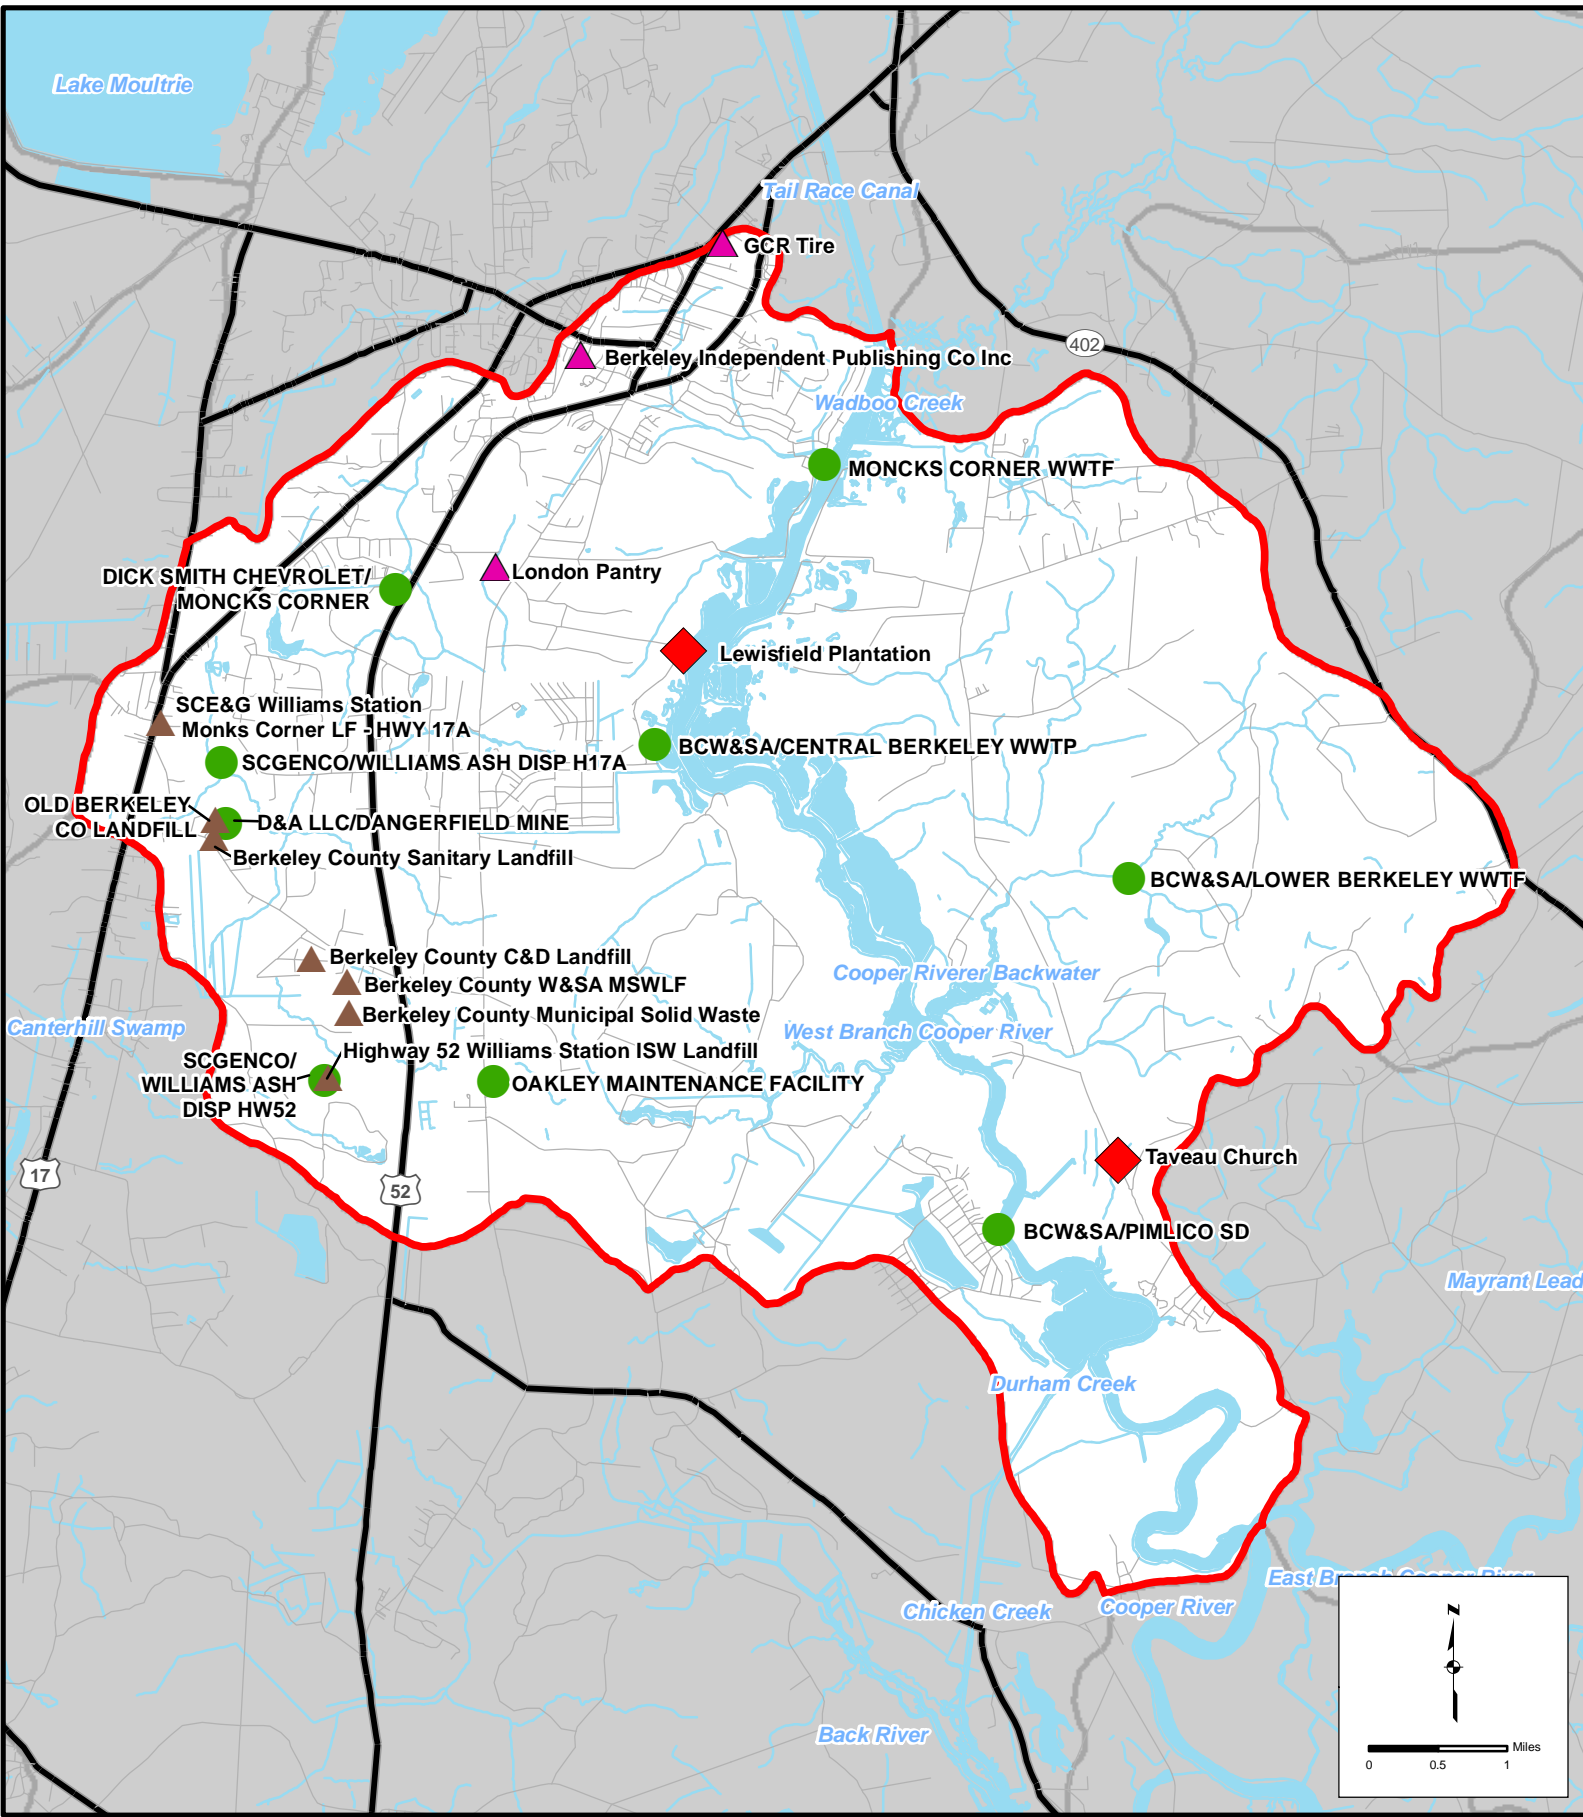 Lake Moultrie
Tail Race Canal
GCR Tire
402
Berkeley Independent Publishing Co Inc
Wadboo Creek
MONCKS CORNER WWTF
DICK SMITH CHEVROLET/
MONCKS CORNER
London Pantry
Lewisfield Plantation
SCE&G Williams Station
Monks Corner LF - HWY 17A
BCW&SA/CENTRAL BERKELEY WWTP
SCGENCO/WILLIAMS ASH DISP H17A
OLD BERKELEY
CO LANDFILL
D&A LLC/DANGERFIELD MINE
Berkeley County Sanitary Landfill
BCW&SA/LOWER BERKELEY WWTF
Berkeley County C&D Landfill
Cooper Riverer Backwater
Berkeley County W&SA MSWLF
Berkeley County Municipal Solid Waste
Canterhill Swamp
West Branch Cooper River
Highway 52 Williams Station ISW Landfill
SCGENCO/
WILLIAMS ASH
DISP HW52
OAKLEY MAINTENANCE FACILITY
Taveau Church
17
52
BCW&SA/PIMLICO SD
Mayrant Lead
Durham Creek
East Branch Cooper River
Chicken Creek
Cooper River
N
Back River
Miles
0 0.5 1